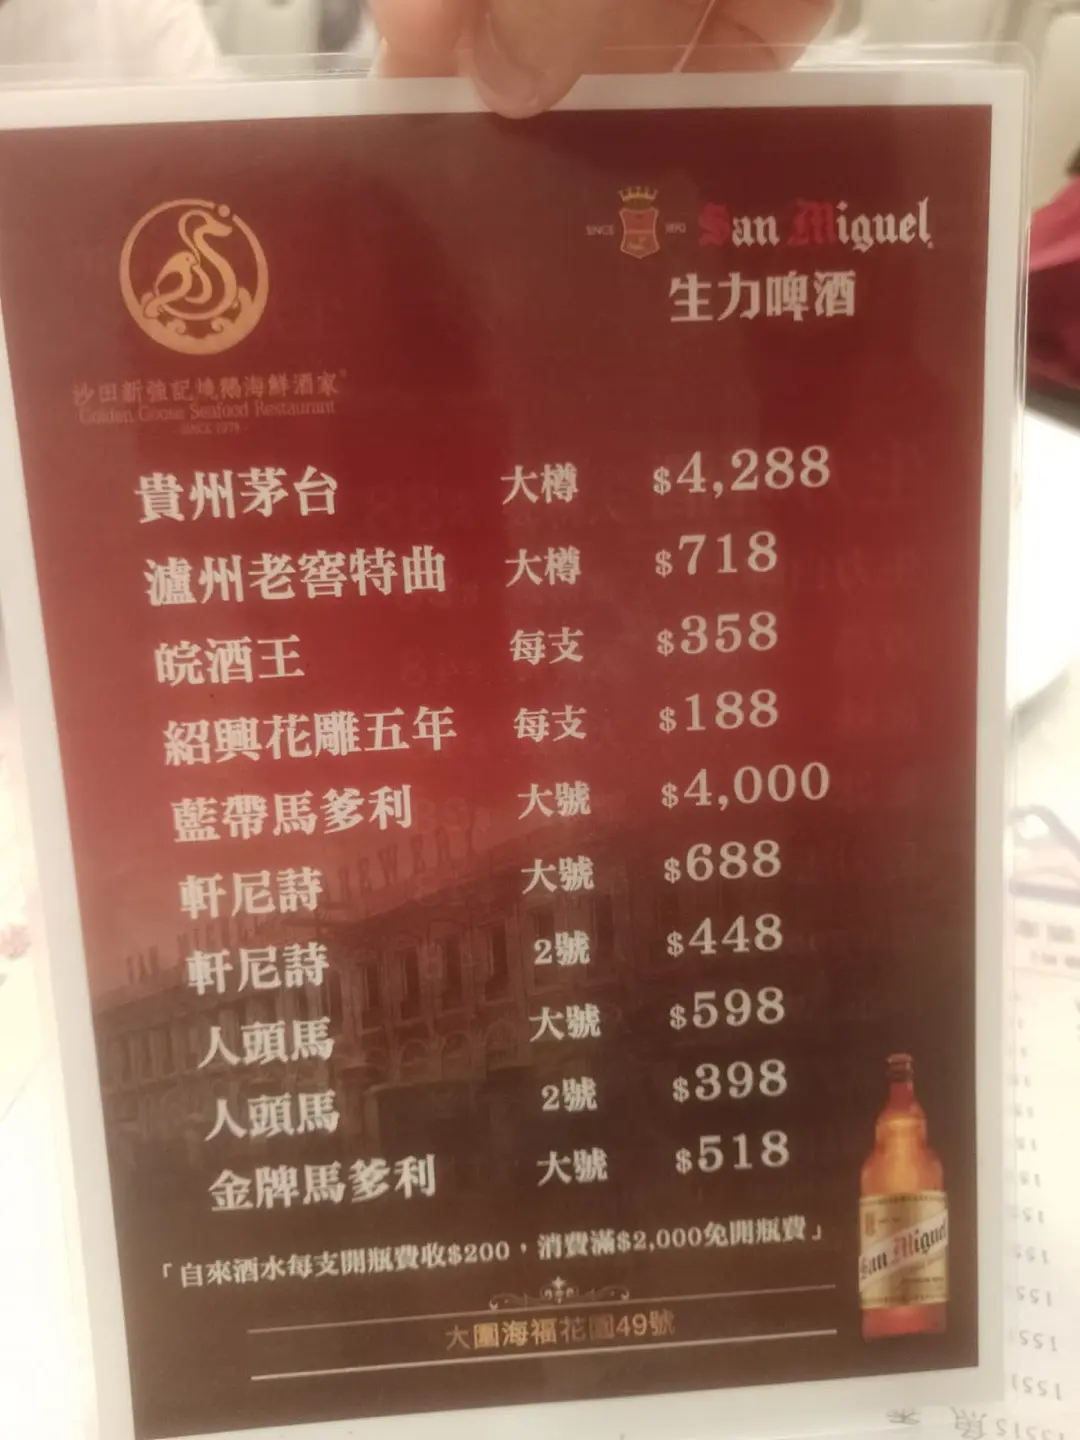 SINCE 1890 San Miguel
生力啤酒
沙田新強記燒鵝海鮮酒家
Golden Goose Seafood Restaurant
SINCE 1978
貴州茅台 大樽 $4,288
瀘州老窖特曲 大樽 $718
皖酒王 每支 $358
紹興花雕五年 每支 $188
藍帶馬爹利 大號 $4,000
軒尼詩 大號 $688
軒尼詩 2號 $448
人頭馬 大號 $598
人頭馬 2號 $398
金牌馬爹利 大號 $518
「自來酒水每支開瓶費收$200，消費滿$2,000免開瓶費」
San Miguel
大圍海福花園49號